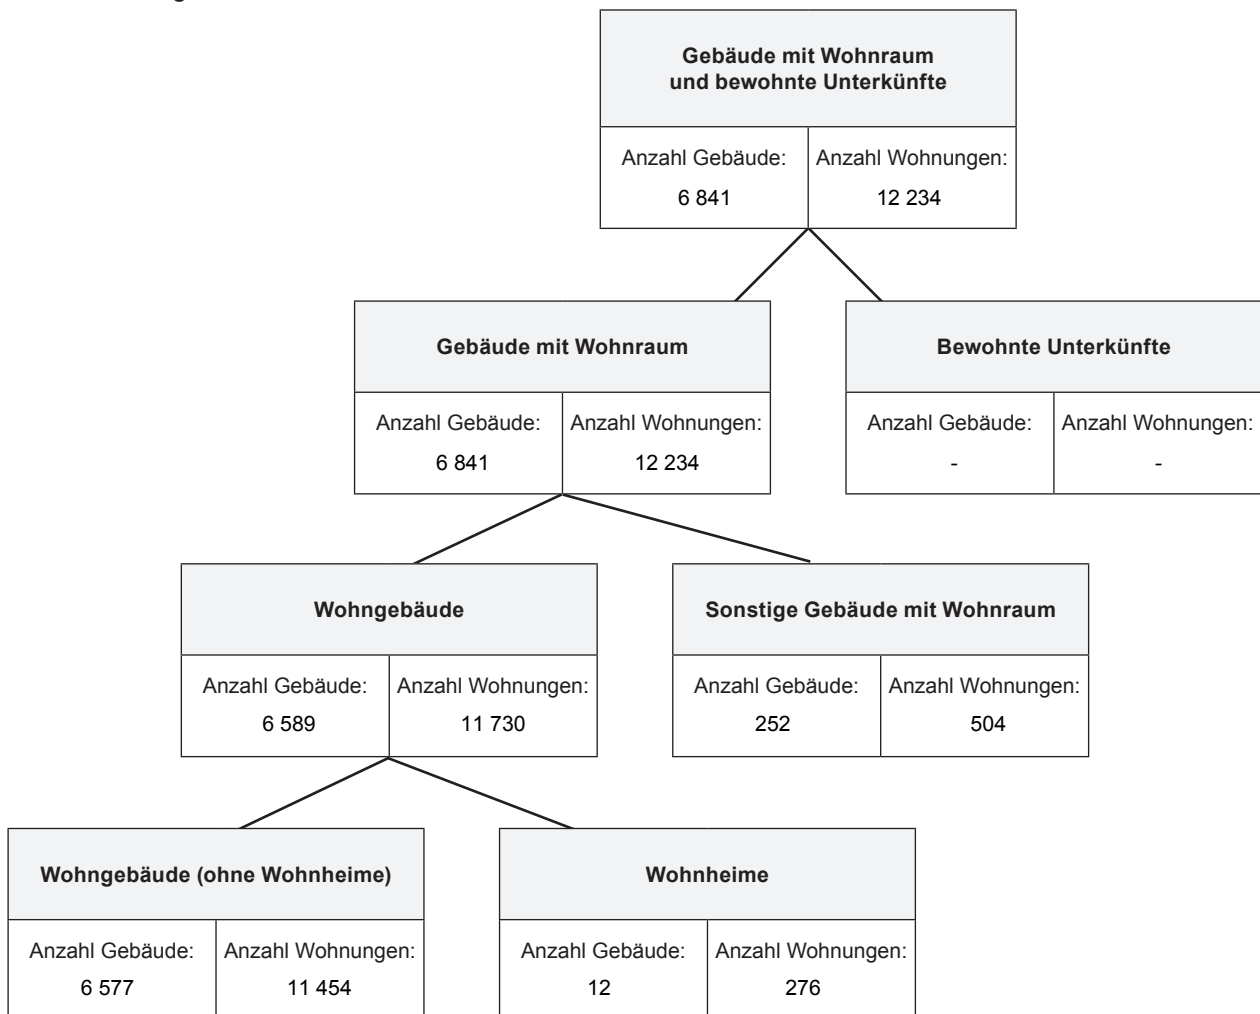 Gebäude mit Wohnraum
und bewohnte Unterkünfte
Anzahl Gebäude: Anzahl Wohnungen:
6 841 12 234
Gebäude mit Wohnraum
Anzahl Gebäude: Anzahl Wohnungen:
6 841 12 234
Bewohnte Unterkünfte
Anzahl Gebäude: Anzahl Wohnungen:
- -
Wohngebäude
Anzahl Gebäude: Anzahl Wohnungen:
6 589 11 730
Sonstige Gebäude mit Wohnraum
Anzahl Gebäude: Anzahl Wohnungen:
252 504
Wohngebäude (ohne Wohnheime)
Anzahl Gebäude: Anzahl Wohnungen:
6 577 11 454
Wohnheime
Anzahl Gebäude: Anzahl Wohnungen:
12 276